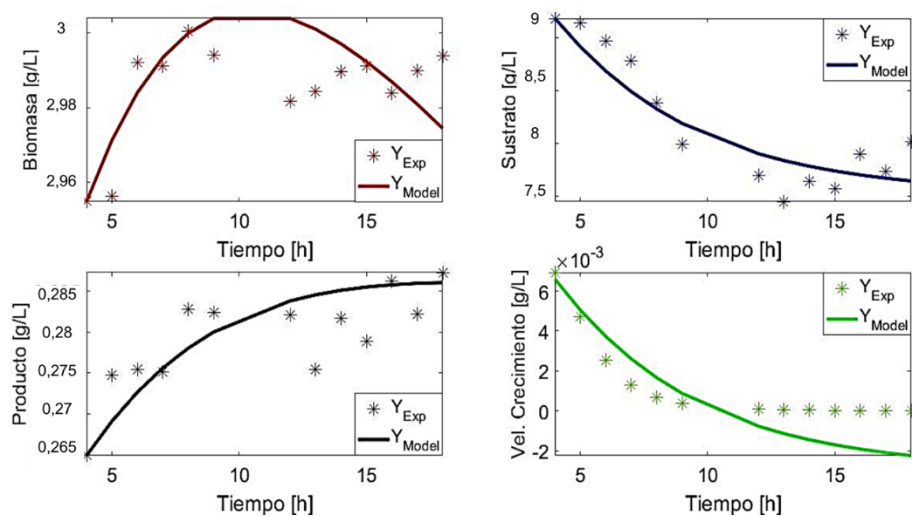 Biomasa [g/L]
3
2,98
2,96
5
10
15
Tiempo [h]
Y_Exp
Y_Model
Sustrato [g/L]
9
8,5
8
7,5
5
10
15
Tiempo [h]
Y_Exp
Y_Model
Producto [g/L]
0,285
0,28
0,275
0,27
0,265
5
10
15
Tiempo [h]
Y_Exp
Y_Model
Vel. Crecimiento [g/L]
×10^-3
6
4
2
0
-2
5
10
15
Tiempo [h]
Y_Exp
Y_Model